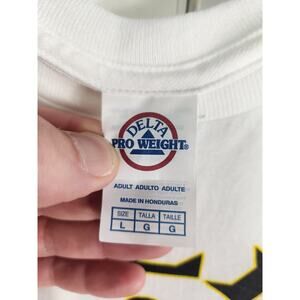 DELTA
PRO WEIGHT®
ADULT ADULTO ADULTE
MADE IN HONDURAS
SIZE TALLA TAILLE
L G G